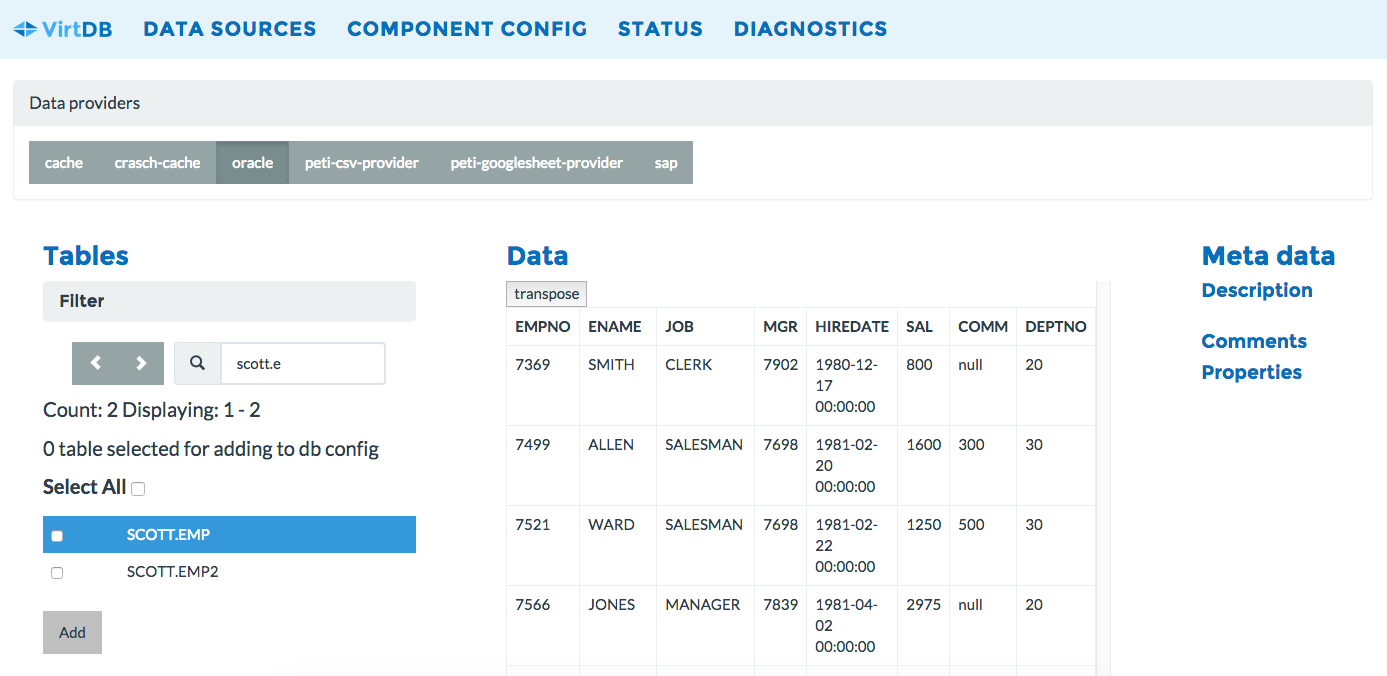 VirtDB DATA SOURCES COMPONENT CONFIG STATUS DIAGNOSTICS
Data providers
cache crasch-cache oracle peti-csv-provider peti-googlesheet-provider sap
Tables
Filter
scott.e
Count: 2 Displaying: 1 - 2
0 table selected for adding to db config
Select All
SCOTT.EMP
SCOTT.EMP2
Add
Data
transpose
EMPNO ENAME JOB MGR HIREDATE SAL COMM DEPTNO
7369 SMITH CLERK 7902 1980-12- 800 null 20
17
00:00:00
7499 ALLEN SALESMAN 7698 1981-02- 1600 300 30
20
00:00:00
7521 WARD SALESMAN 7698 1981-02- 1250 500 30
22
00:00:00
7566 JONES MANAGER 7839 1981-04- 2975 null 20
02
00:00:00
Meta data
Description
Comments
Properties